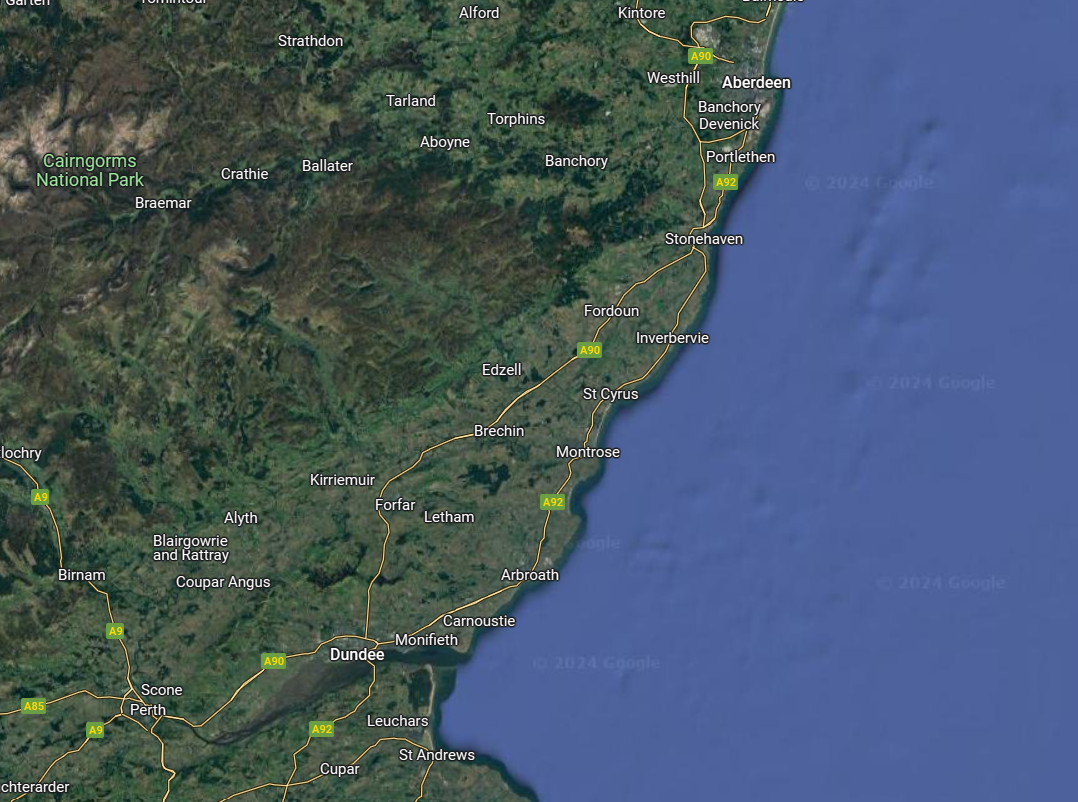 Alford
Kintore
Strathdon
A90
Westhill
Aberdeen
Tarland
Banchory
Devenick
Torphins
Aboyne
Banchory
Portlethen
Cairngorms
National Park
Ballater
Crathie
A92
© 2024 Google
Braemar
Stonehaven
Fordoun
Inverbervie
A90
Edzell
© 2024 Google
St Cyrus
Brechin
Montrose
lochry
Kirriemuir
A9
Forfar
A92
Letham
Alyth
Blairgowrie
and Rattray
ogle
Birnam
Coupar Angus
Arbroath
© 2024 Google
Carnoustie
A9
Monifieth
Dundee
A90
© 2024 Google
Scone
A85
Perth
Leuchars
A9
A92
St Andrews
Cupar
chterarder